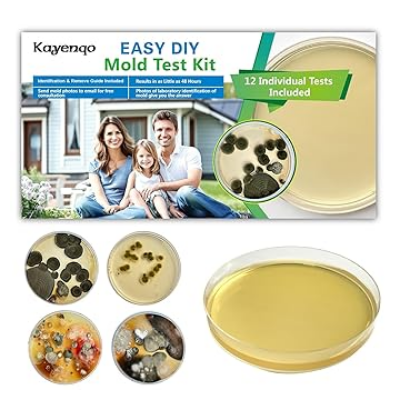 Kayenqo
EASY DIY
Mold Test Kit
Identification & Remove Guide Included
Results in as Little as 48 Hours
Send mold photos to email for free
consultation
Photos of laboratory identification of
mold give you the answer
12 Individual Tests
Included